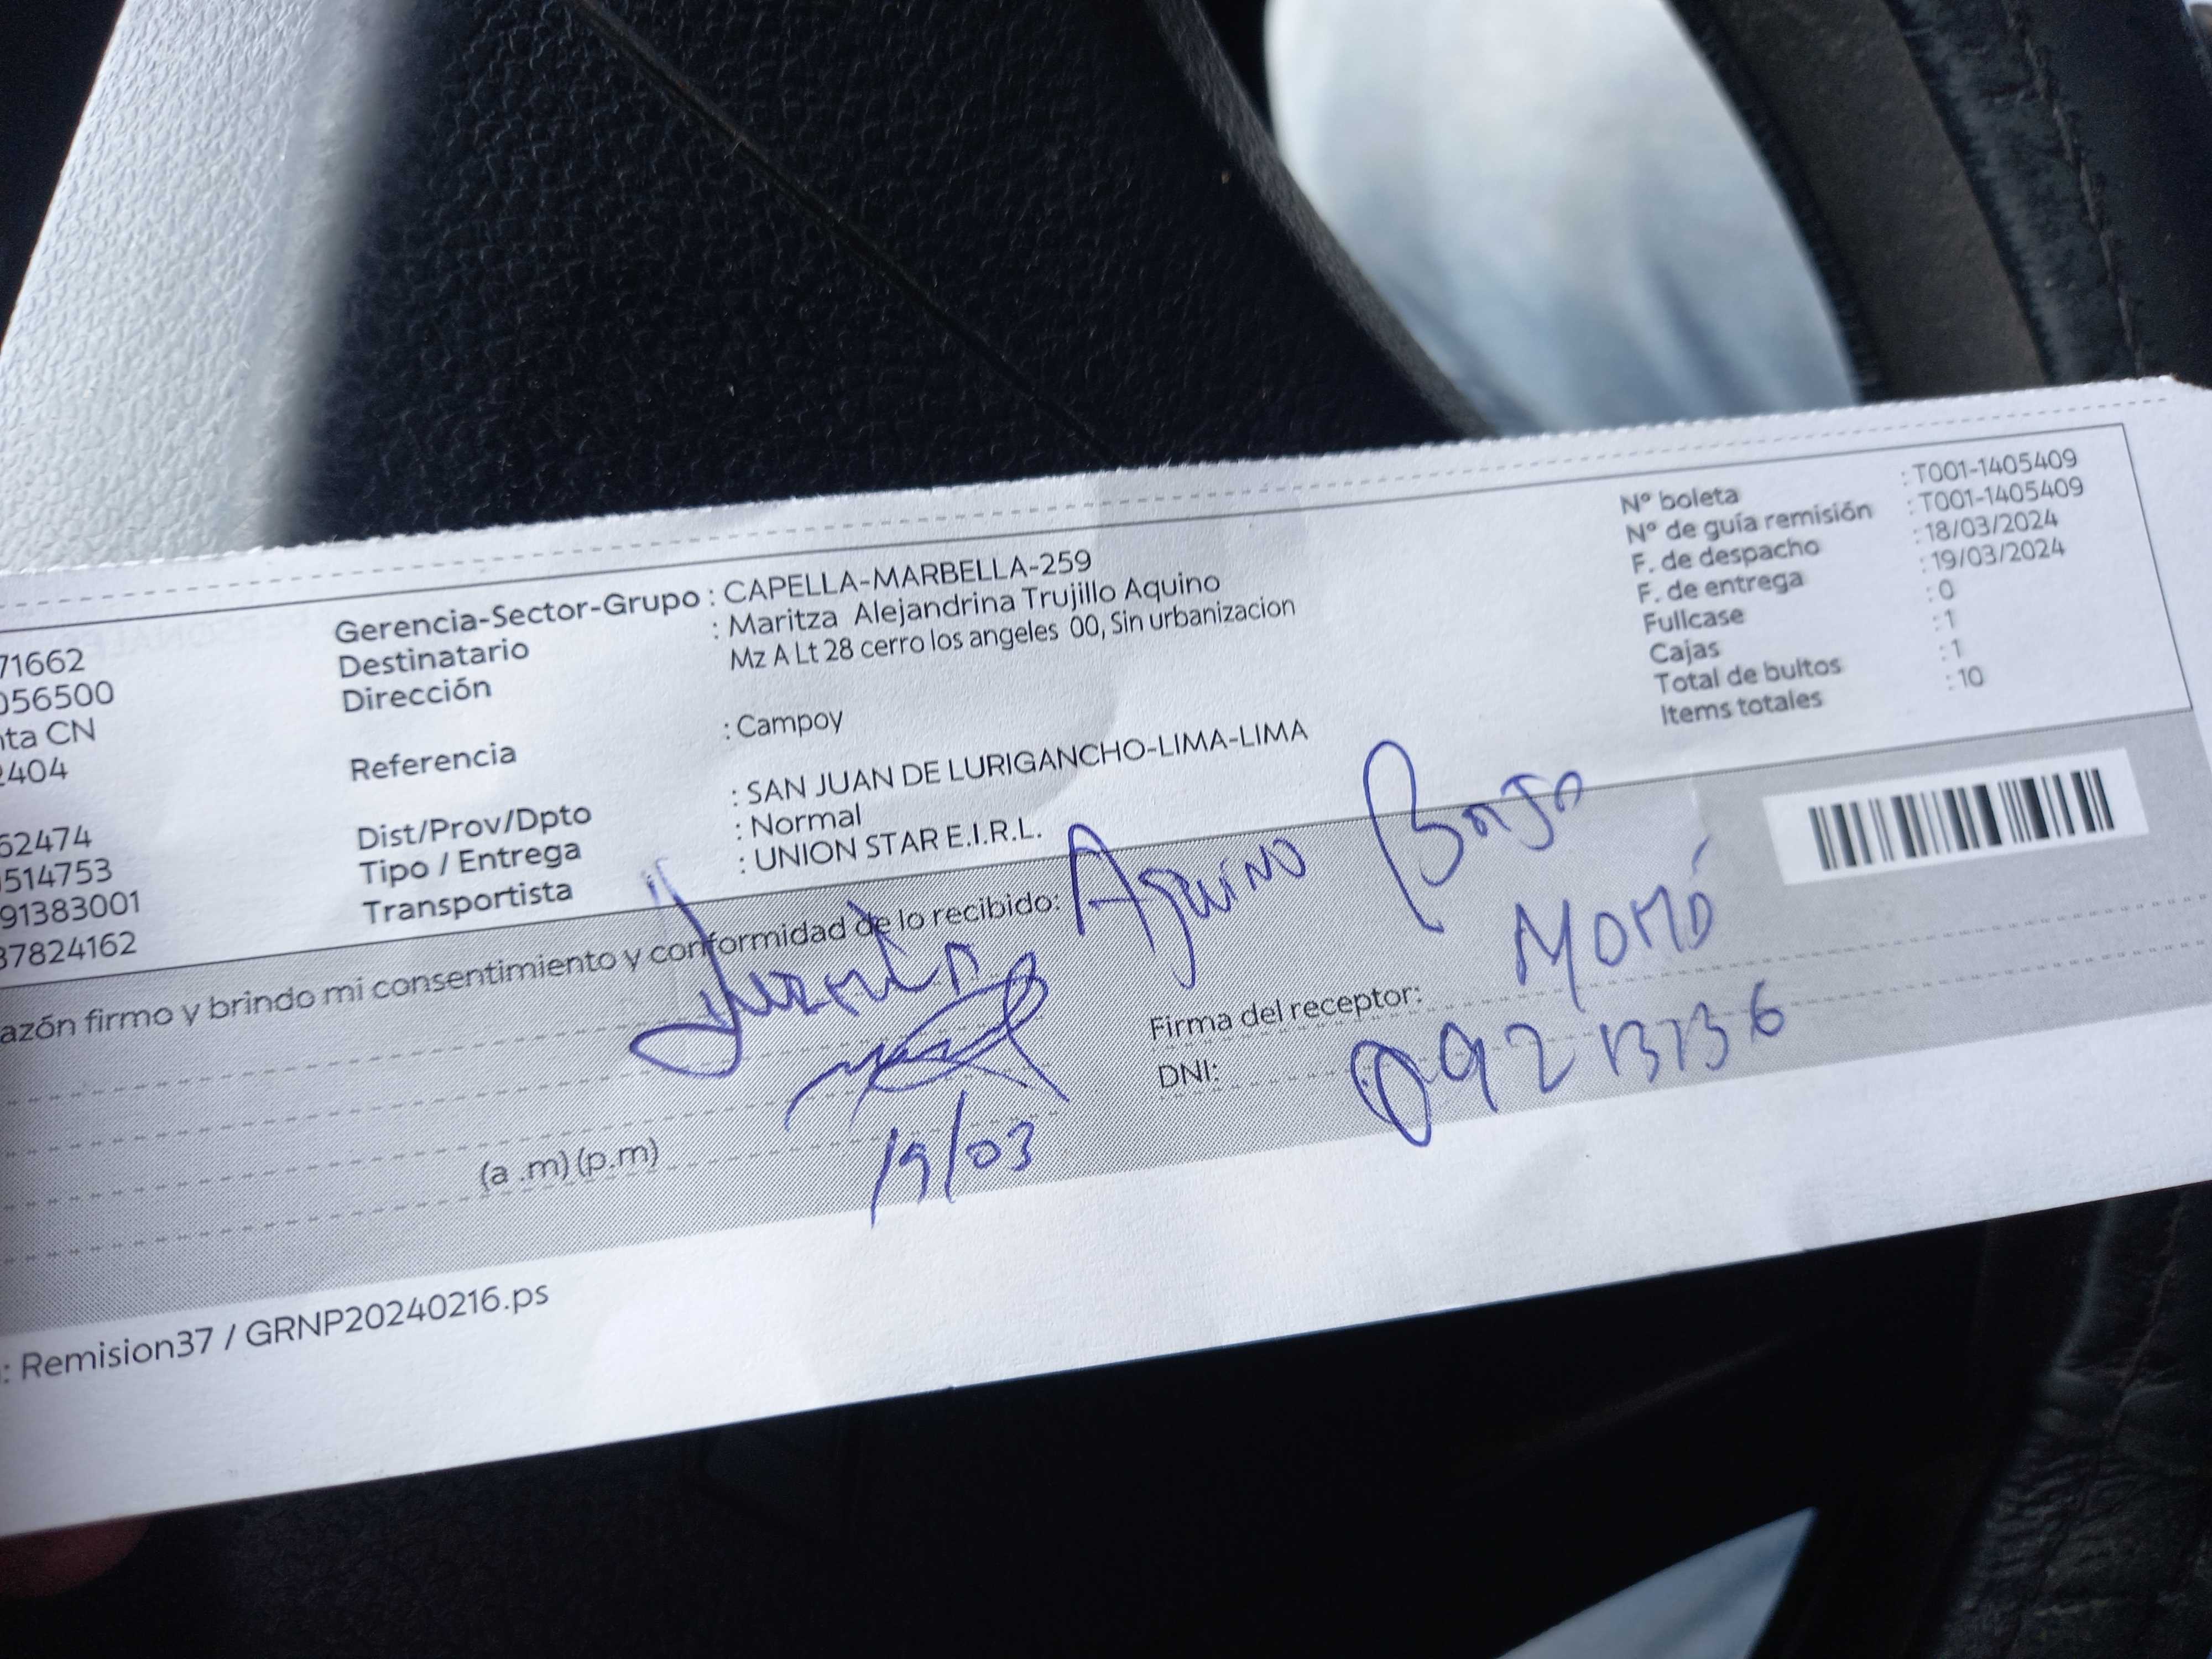 71662
056500
nta CN
2404
62474
514753
91383001
37824162
Gerencia-Sector-Grupo : CAPELLA-MARBELLA-259
Destinatario : Maritza Alejandrina Trujillo Aquino
Dirección Mz A Lt 28 cerro los angeles 00, Sin urbanizacion
Referencia : Campoy
Dist/Prov/Dpto : SAN JUAN DE LURIGANCHO-LIMA-LIMA
Tipo / Entrega : Normal
Transportista : UNION STAR E.I.R.L.
N° boleta : T001-1405409
N° de guía remisión : T001-1405409
F. de despacho : 18/03/2024
F. de entrega : 19/03/2024
Fullcase : 0
Cajas : 1
Total de bultos : 1
Items totales : 10
azón firmo y brindo mi consentimiento y conformidad de lo recibido:
Aquino Borja
MOMÓ
Firma del receptor:
DNI:
19/03
(a .m) (p.m)
: Remision37 / GRNP20240216.ps